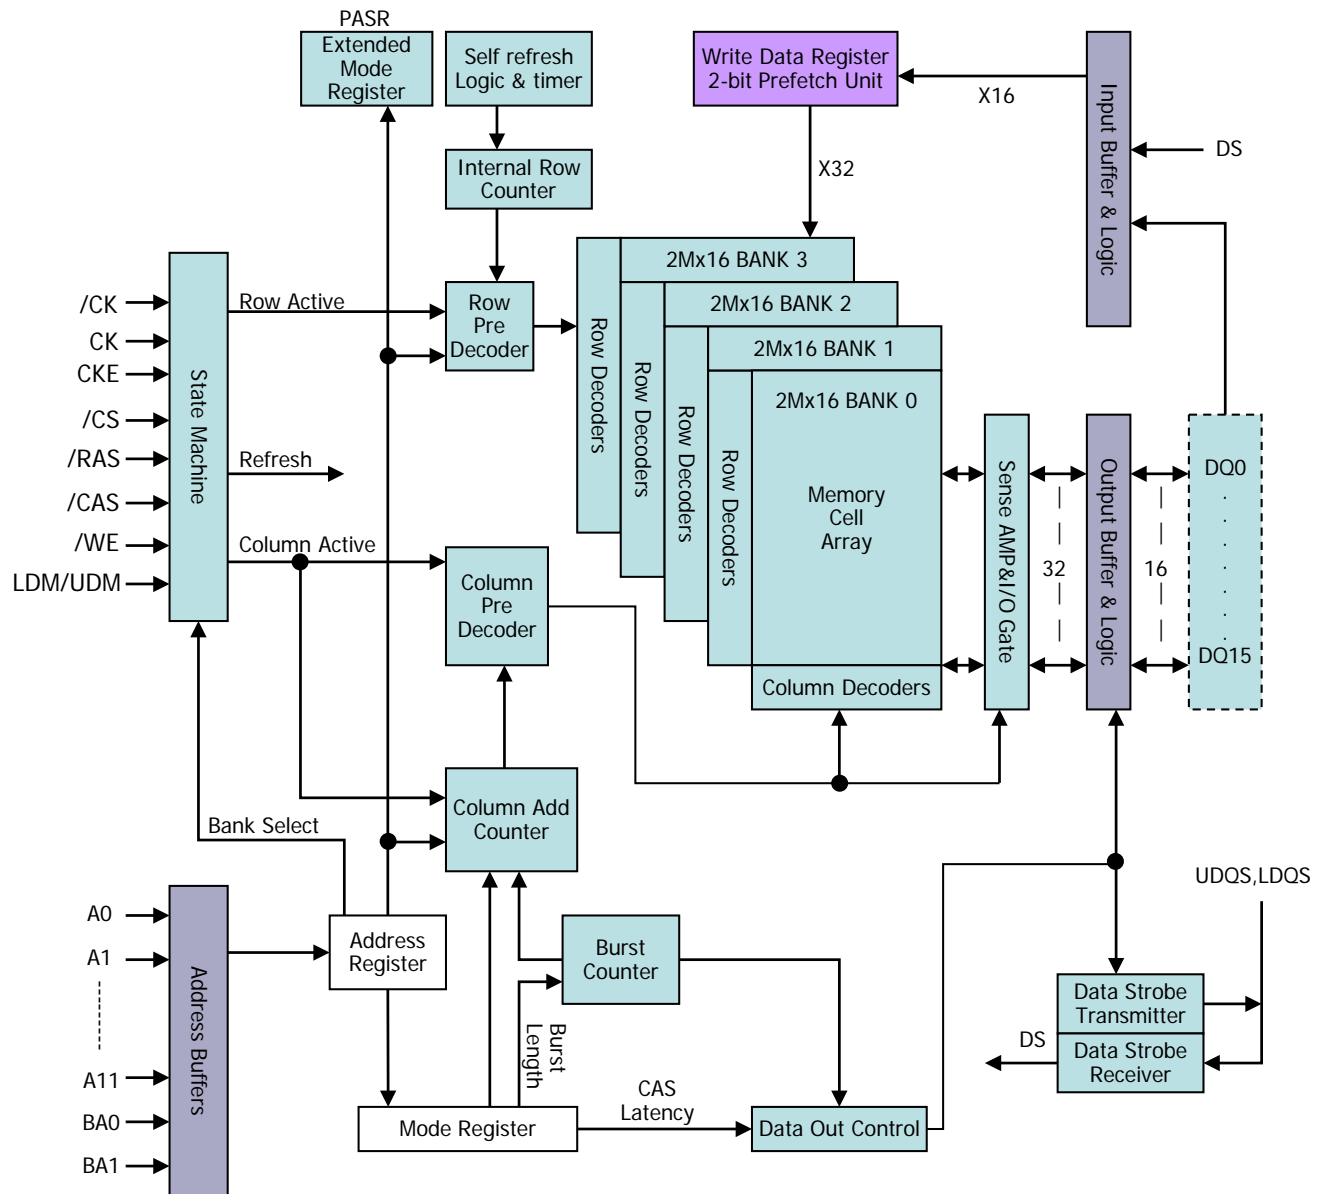 PASR
Extended
Mode
Register
Self refresh
Logic & timer
Write Data Register
2-bit Prefetch Unit
X16
Input Buffer & Logic
DS
Internal Row
Counter
X32
/CK
CK
CKE
/CS
/RAS
/CAS
/WE
LDM/UDM
State Machine
Row Active
Refresh
Column Active
Row
Pre
Decoder
Row Decoders
Row Decoders
Row Decoders
Row Decoders
2Mx16 BANK 3
2Mx16 BANK 2
2Mx16 BANK 1
2Mx16 BANK 0
Memory
Cell
Array
Column Decoders
Sense AMP&I/O Gate
32
Output Buffer & Logic
16
DQ0
DQ15
Column
Pre
Decoder
Column Add
Counter
Bank Select
A0
A1
A11
BA0
BA1
Address Buffers
Address
Register
Burst
Counter
Burst
Length
Mode Register
CAS
Latency
Data Out Control
UDQS,LDQS
Data Strobe
Transmitter
DS
Data Strobe
Receiver